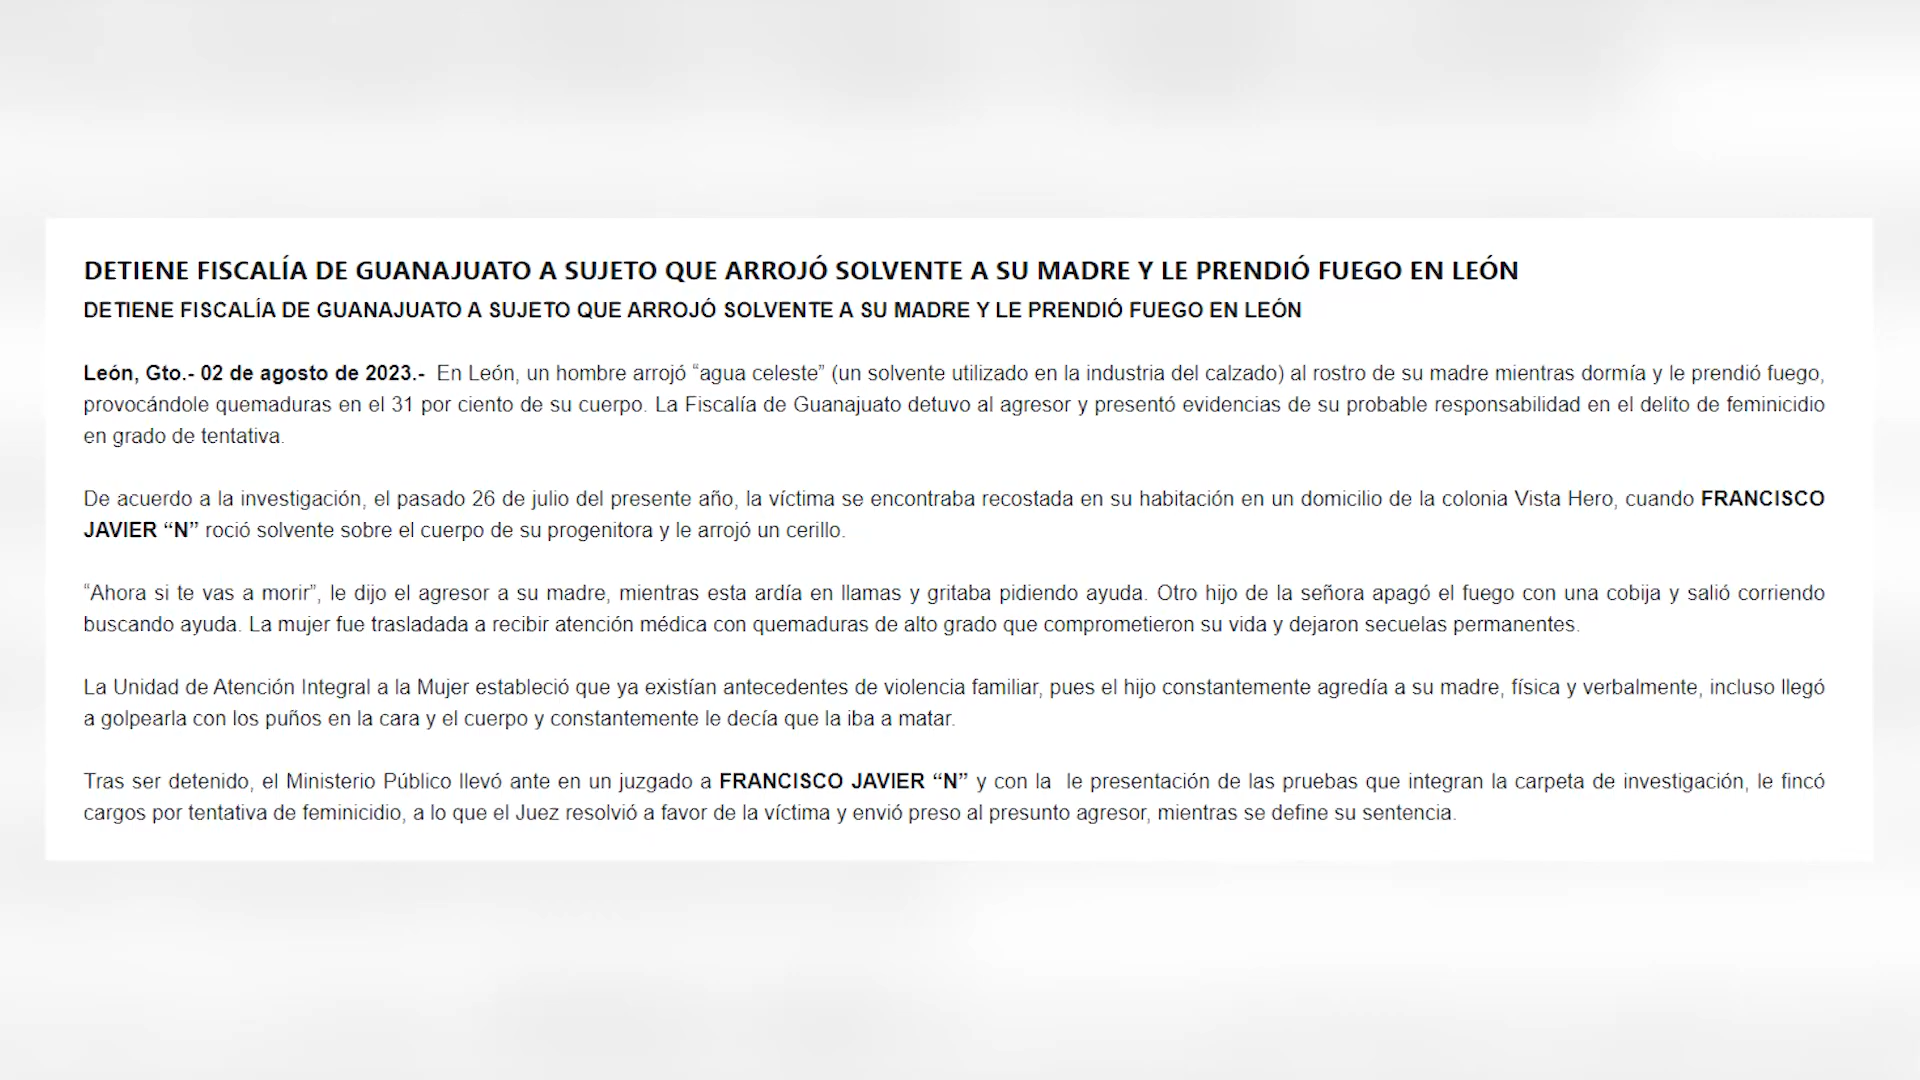 DETIENE FISCALÍA DE GUANAJUATO A SUJETO QUE ARROJÓ SOLVENTE A SU MADRE Y LE PRENDIÓ FUEGO EN LEÓN
DETIENE FISCALÍA DE GUANAJUATO A SUJETO QUE ARROJÓ SOLVENTE A SU MADRE Y LE PRENDIÓ FUEGO EN LEÓN
León, Gto.- 02 de agosto de 2023.- En León, un hombre arrojó “agua celeste” (un solvente utilizado en la industria del calzado) al rostro de su madre mientras dormía y le prendió fuego,
provocándole quemaduras en el 31 por ciento de su cuerpo. La Fiscalía de Guanajuato detuvo al agresor y presentó evidencias de su probable responsabilidad en el delito de feminicidio
en grado de tentativa.
De acuerdo a la investigación, el pasado 26 de julio del presente año, la víctima se encontraba recostada en su habitación en un domicilio de la colonia Vista Hero, cuando FRANCISCO
JAVIER “N” roció solvente sobre el cuerpo de su progenitora y le arrojó un cerillo.
“Ahora si te vas a morir”, le dijo el agresor a su madre, mientras esta ardía en llamas y gritaba pidiendo ayuda. Otro hijo de la señora apagó el fuego con una cobija y salió corriendo
buscando ayuda. La mujer fue trasladada a recibir atención médica con quemaduras de alto grado que comprometieron su vida y dejaron secuelas permanentes.
La Unidad de Atención Integral a la Mujer estableció que ya existían antecedentes de violencia familiar, pues el hijo constantemente agredía a su madre, física y verbalmente, incluso llegó
a golpearla con los puños en la cara y el cuerpo y constantemente le decía que la iba a matar.
Tras ser detenido, el Ministerio Público llevó ante en un juzgado a FRANCISCO JAVIER “N” y con la le presentación de las pruebas que integran la carpeta de investigación, le fincó
cargos por tentativa de feminicidio, a lo que el Juez resolvió a favor de la víctima y envió preso al presunto agresor, mientras se define su sentencia.